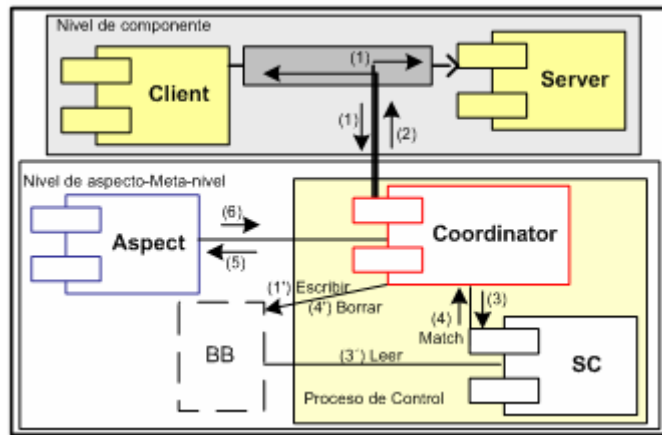 Nivel de componente
(1)
Client
Server
(1)
(2)
Nivel de aspecto-Meta-nivel
(6)
Aspect
Coordinator
(5)
(1') Escribir
(4') Borrar
(4)
(3)
Match
BB
(3´) Leer
SC
Proceso de Control